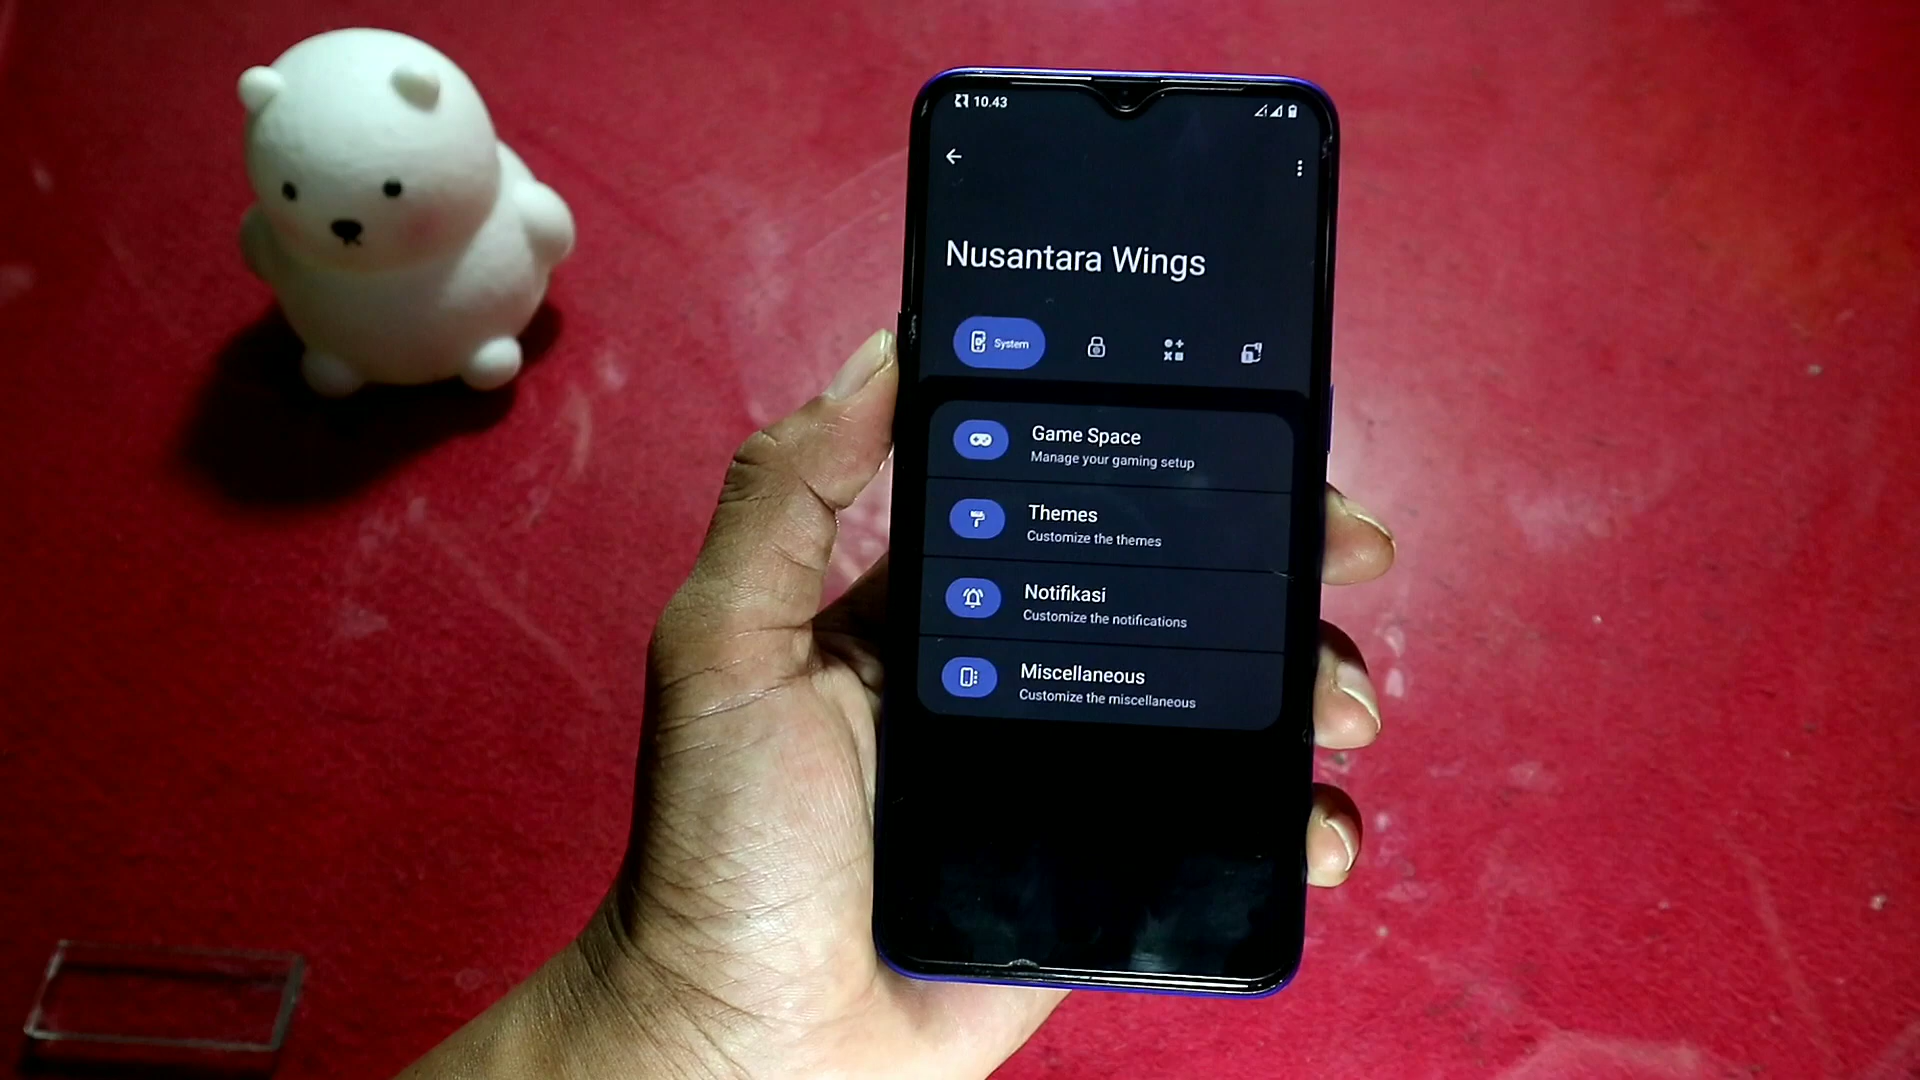 10.43
Nusantara Wings
System
Game Space
Manage your gaming setup
Themes
Customize the themes
Notifikasi
Customize the notifications
Miscellaneous
Customize the miscellaneous